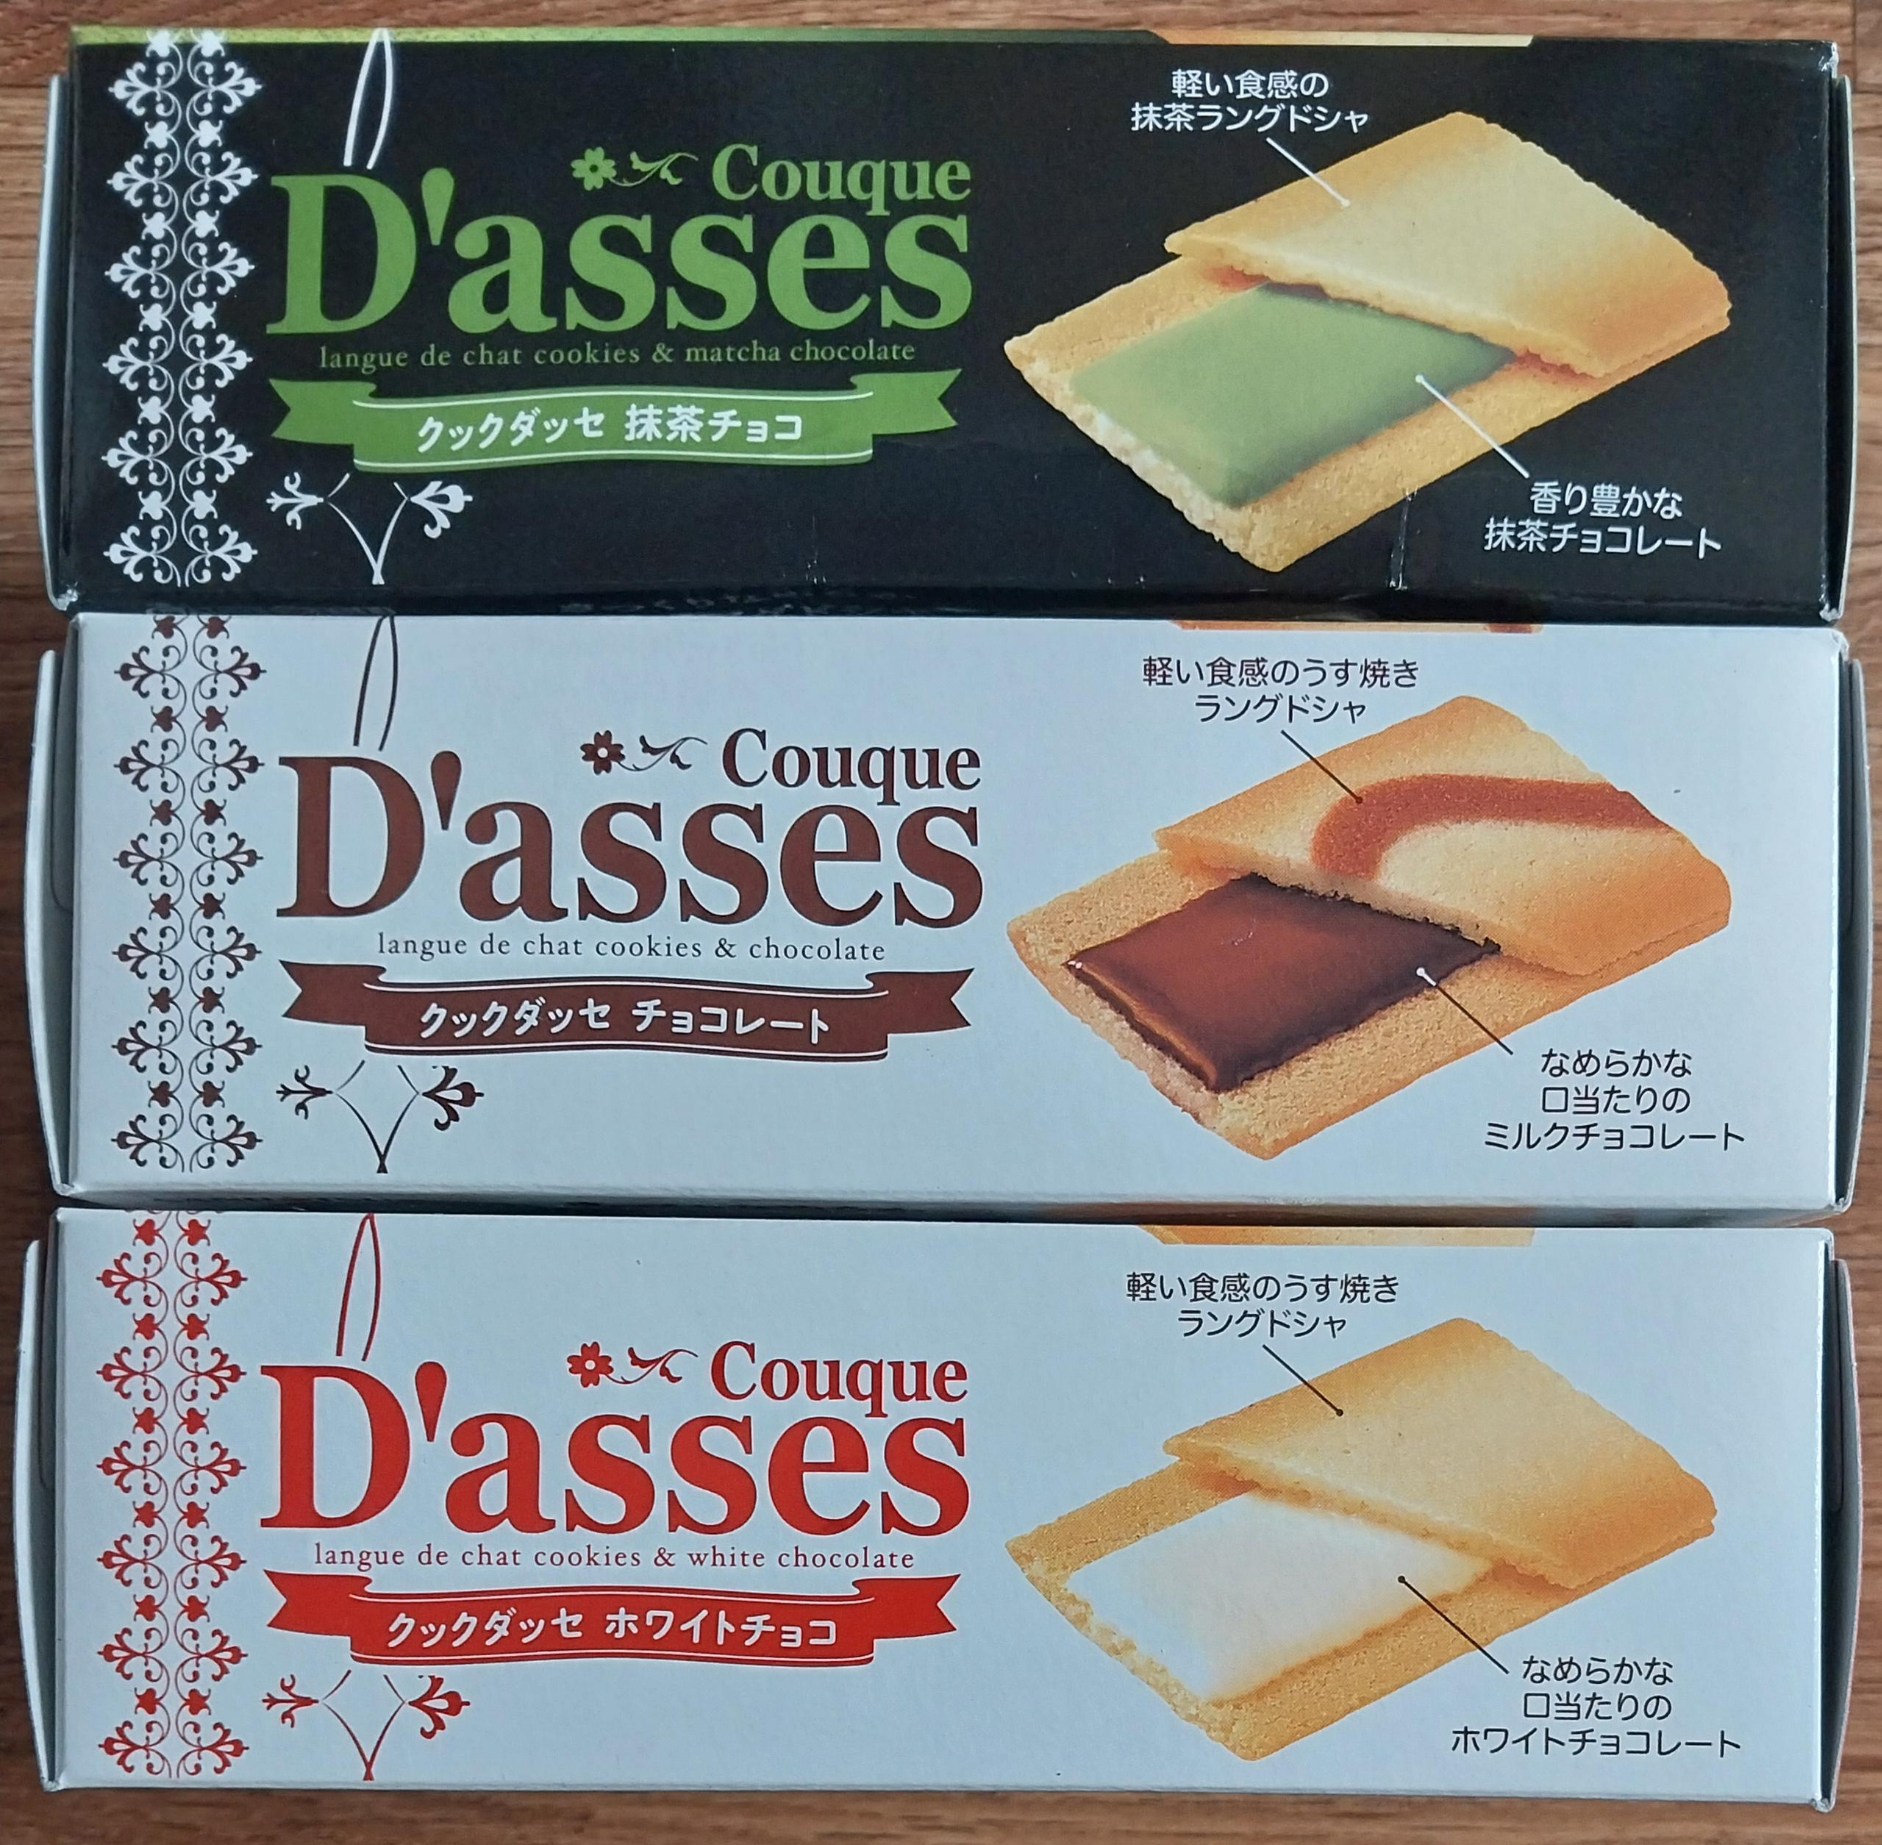 Couque
D'asses
langue de chat cookies & matcha chocolate
クックダッセ 抹茶チョコ
軽い食感の
抹茶ラングドシャ
香り豊かな
抹茶チョコレート
Couque
D'asses
langue de chat cookies & chocolate
クックダッセ チョコレート
軽い食感のうす焼き
ラングドシャ
なめらかな
口当たりの
ミルクチョコレート
Couque
D'asses
langue de chat cookies & white chocolate
クックダッセ ホワイトチョコ
軽い食感のうす焼き
ラングドシャ
なめらかな
口当たりの
ホワイトチョコレート